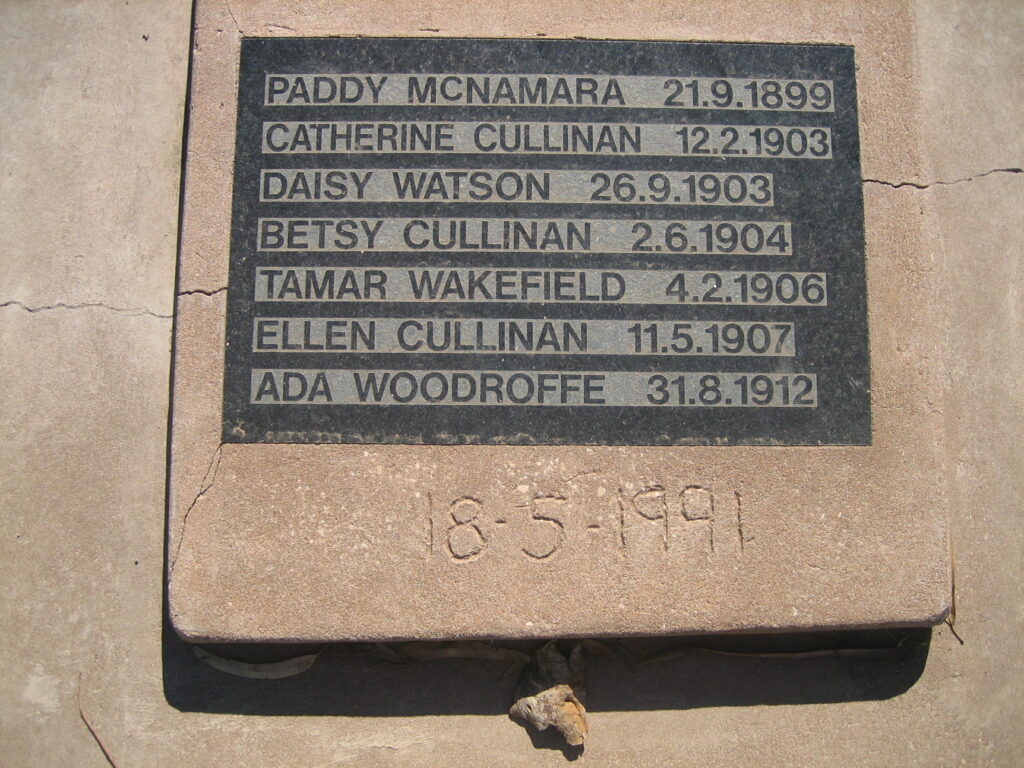 PADDY MCNAMARA 21.9.1899
CATHERINE CULLINAN 12.2.1903
DAISY WATSON 26.9.1903
BETSY CULLINAN 2.6.1904
TAMAR WAKEFIELD 4.2.1906
ELLEN CULLINAN 11.5.1907
ADA WOODROFFE 31.8.1912
18-5-1991